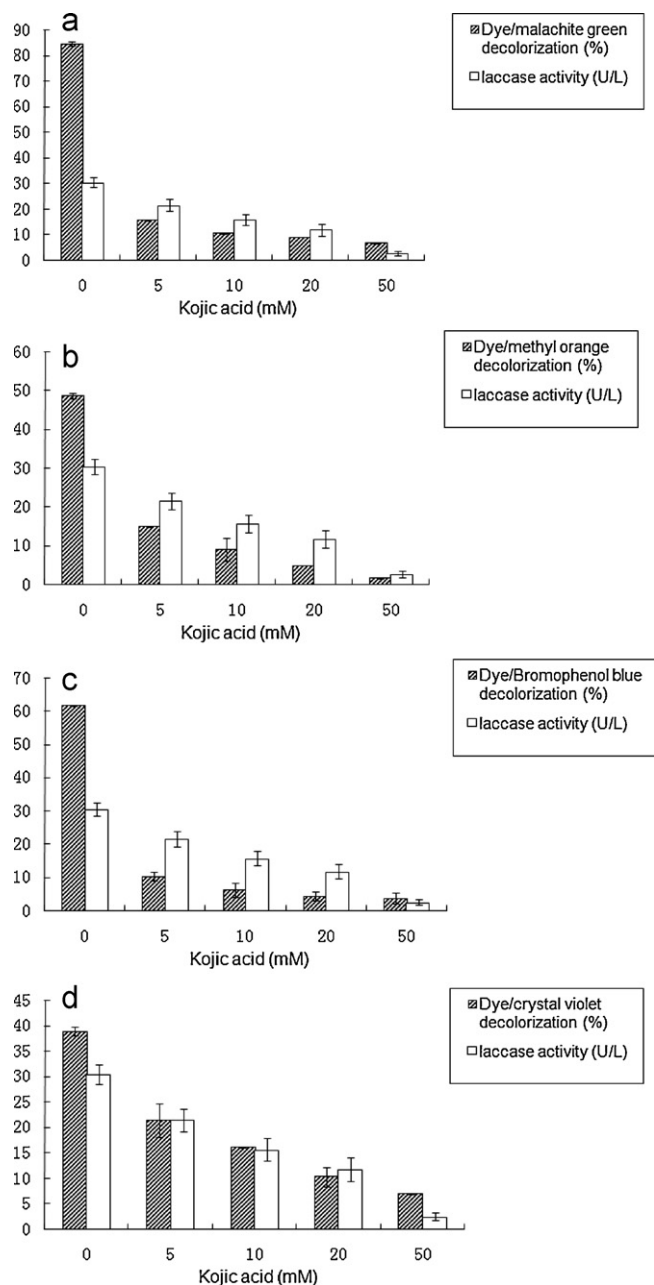 a
Dye/malachite green
decolorization (%)
laccase activity (U/L)
90
80
70
60
50
40
30
20
10
0
0 5 10 20 50
Kojic acid (mM)
b
Dye/methyl orange
decolorization (%)
laccase activity (U/L)
60
50
40
30
20
10
0
0 5 10 20 50
Kojic acid (mM)
c
Dye/Bromophenol blue
decolorization (%)
laccase activity (U/L)
70
60
50
40
30
20
10
0
0 5 10 20 50
Kojic acid (mM)
d
Dye/crystal violet
decolorization (%)
laccase activity (U/L)
45
40
35
30
25
20
15
10
5
0
0 5 10 20 50
Kojic acid (mM)